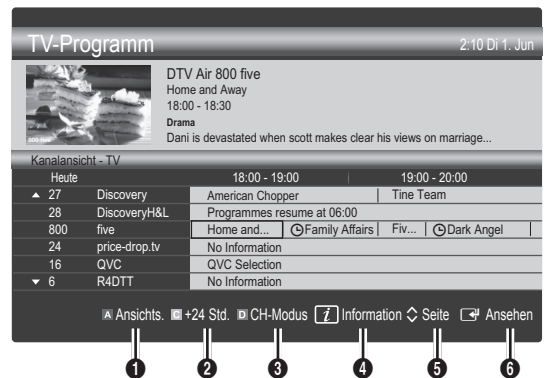 TV-Programm 2:10 Di 1. Jun
DTV Air 800 five
Home and Away
18:00 - 18:30
Drama
Dani is devastated when scott makes clear his views on marriage...
800 five
Kanalansicht - TV
Heute 18:00 - 19:00 19:00 - 20:00
▲ 27 Discovery American Chopper Tine Team
28 DiscoveryH&L Programmes resume at 06:00
800 five Home and... Family Affairs Fiv... Dark Angel
24 price-drop.tv No Information
16 QVC QVC Selection
▼ 6 R4DTT No Information
A Ansichts. C +24 Std. D CH-Modus i Information Seite Ansehen
1 2 3 4 5 6